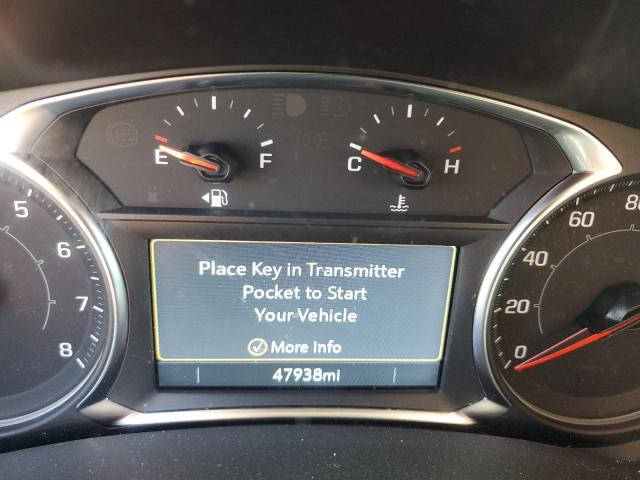 E F
C H
5
6
7
8
Place Key in Transmitter
Pocket to Start
Your Vehicle
More Info
47938mi
80
60
40
20
0